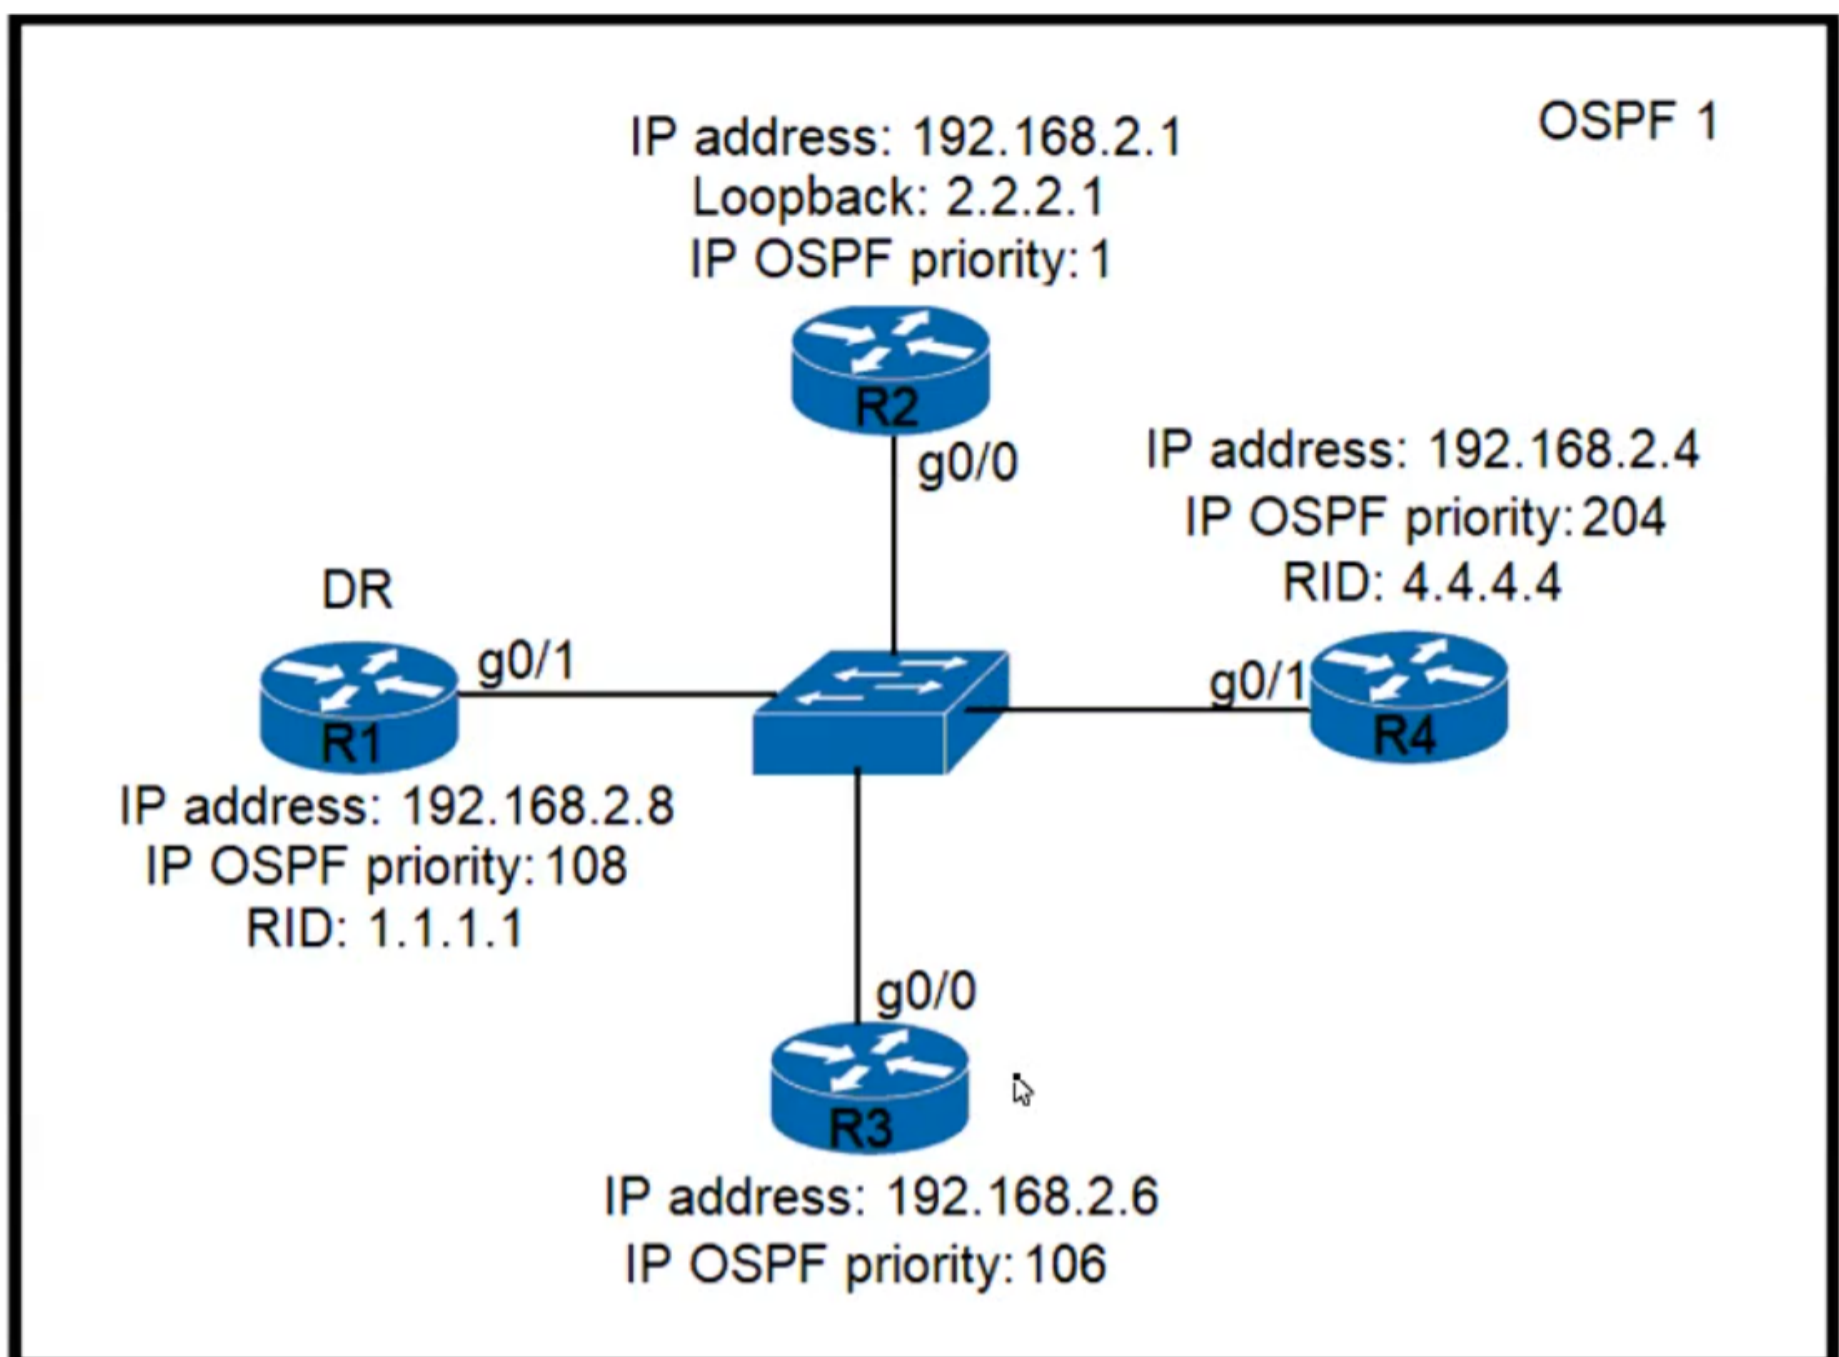 OSPF 1
IP address: 192.168.2.1
Loopback: 2.2.2.1
IP OSPF priority: 1
R2
g0/0
IP address: 192.168.2.4
IP OSPF priority: 204
RID: 4.4.4.4
g0/1
R4
DR
g0/1
R1
IP address: 192.168.2.8
IP OSPF priority: 108
RID: 1.1.1.1
g0/0
R3
IP address: 192.168.2.6
IP OSPF priority: 106